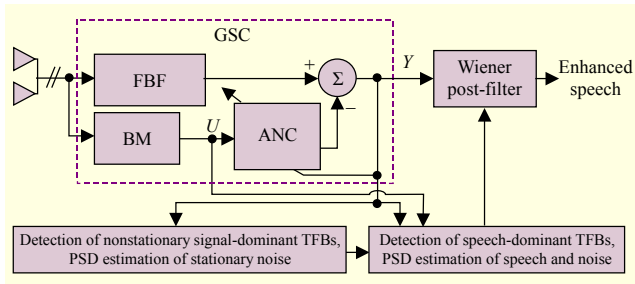 GSC
FBF
+
Σ
Y
Wiener
post-filter
Enhanced
speech
BM
U
ANC
−
Detection of nonstationary signal-dominant TFBs,
PSD estimation of stationary noise
Detection of speech-dominant TFBs,
PSD estimation of speech and noise